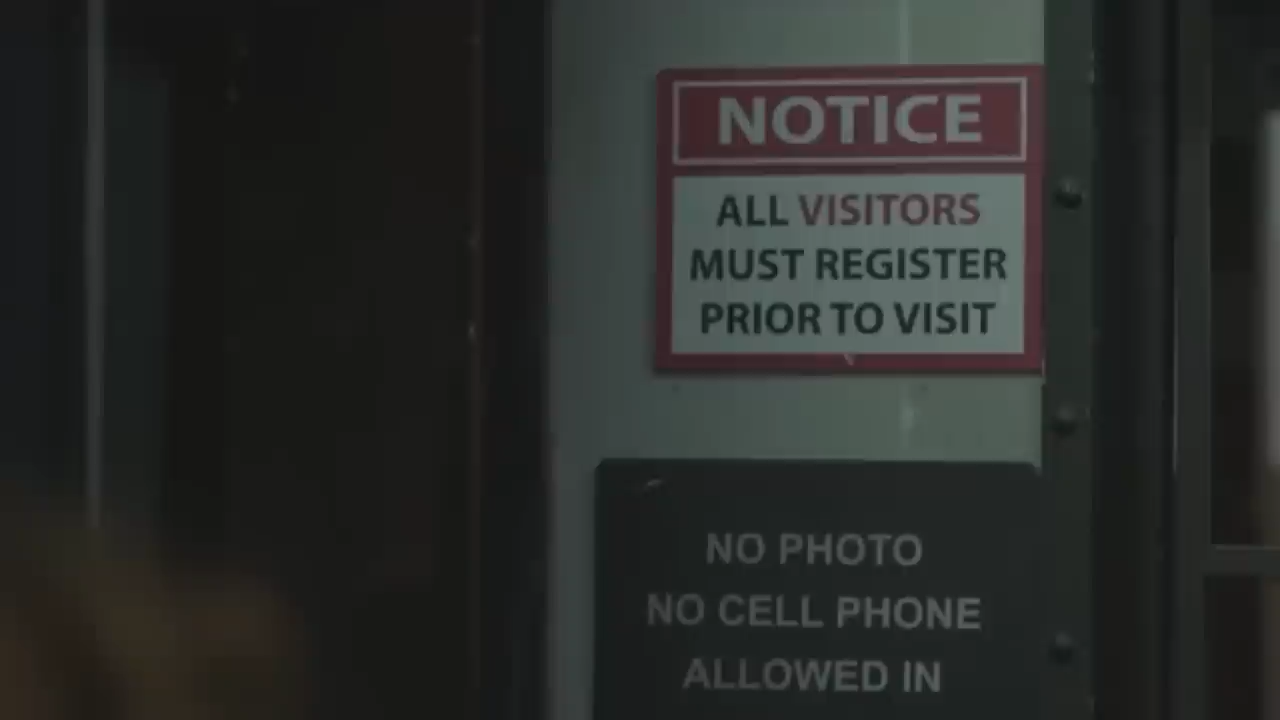 NOTICE
ALL VISITORS
MUST REGISTER
PRIOR TO VISIT
NO PHOTO
NO CELL PHONE
ALLOWED IN